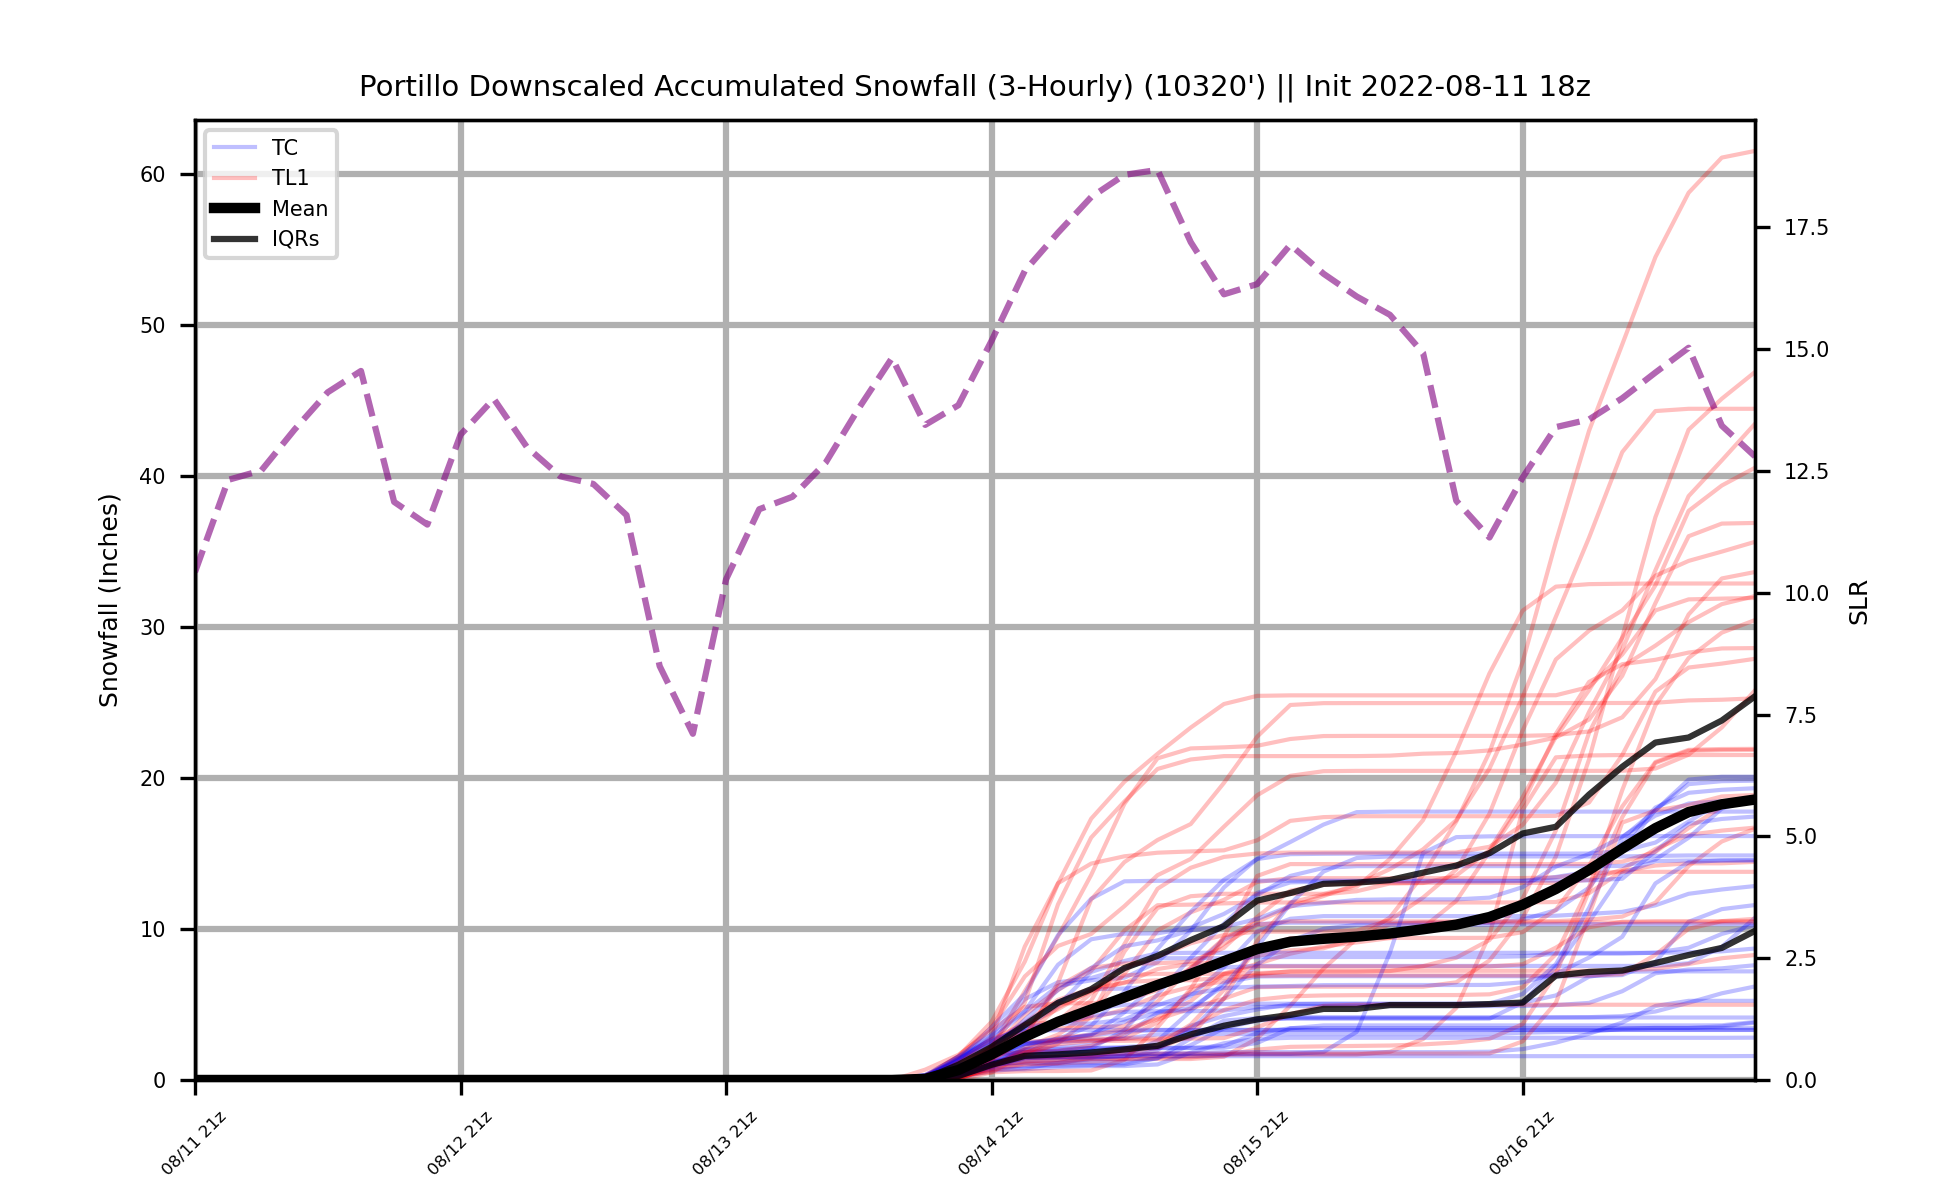 Portillo Downscaled Accumulated Snowfall (3-Hourly) (10320') || Init 2022-08-11 18z
TC
TL1
Mean
IQRs
Snowfall (Inches)
60
50
40
30
20
10
0
17.5
15.0
12.5
10.0
7.5
5.0
2.5
0.0
SLR
08/11 21z
08/12 21z
08/13 21z
08/14 21z
08/15 21z
08/16 21z